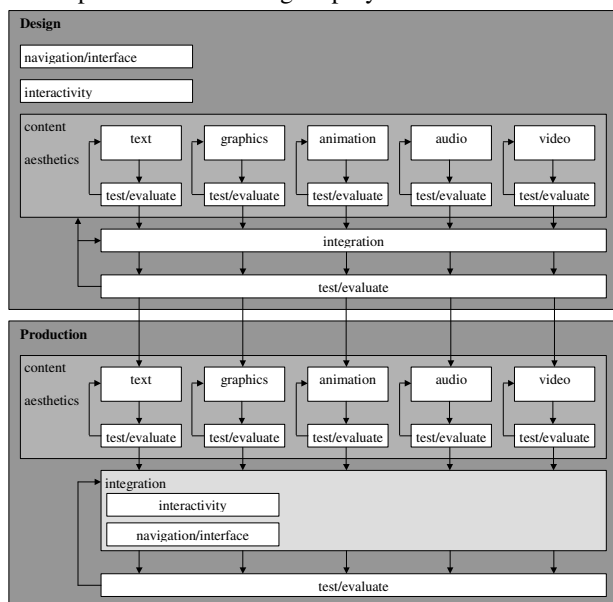 Design
navigation/interface
interactivity
content
aesthetics
text graphics animation audio video
test/evaluate test/evaluate test/evaluate test/evaluate test/evaluate
integration
test/evaluate
Production
content
aesthetics
text graphics animation audio video
test/evaluate test/evaluate test/evaluate test/evaluate test/evaluate
integration
interactivity
navigation/interface
test/evaluate